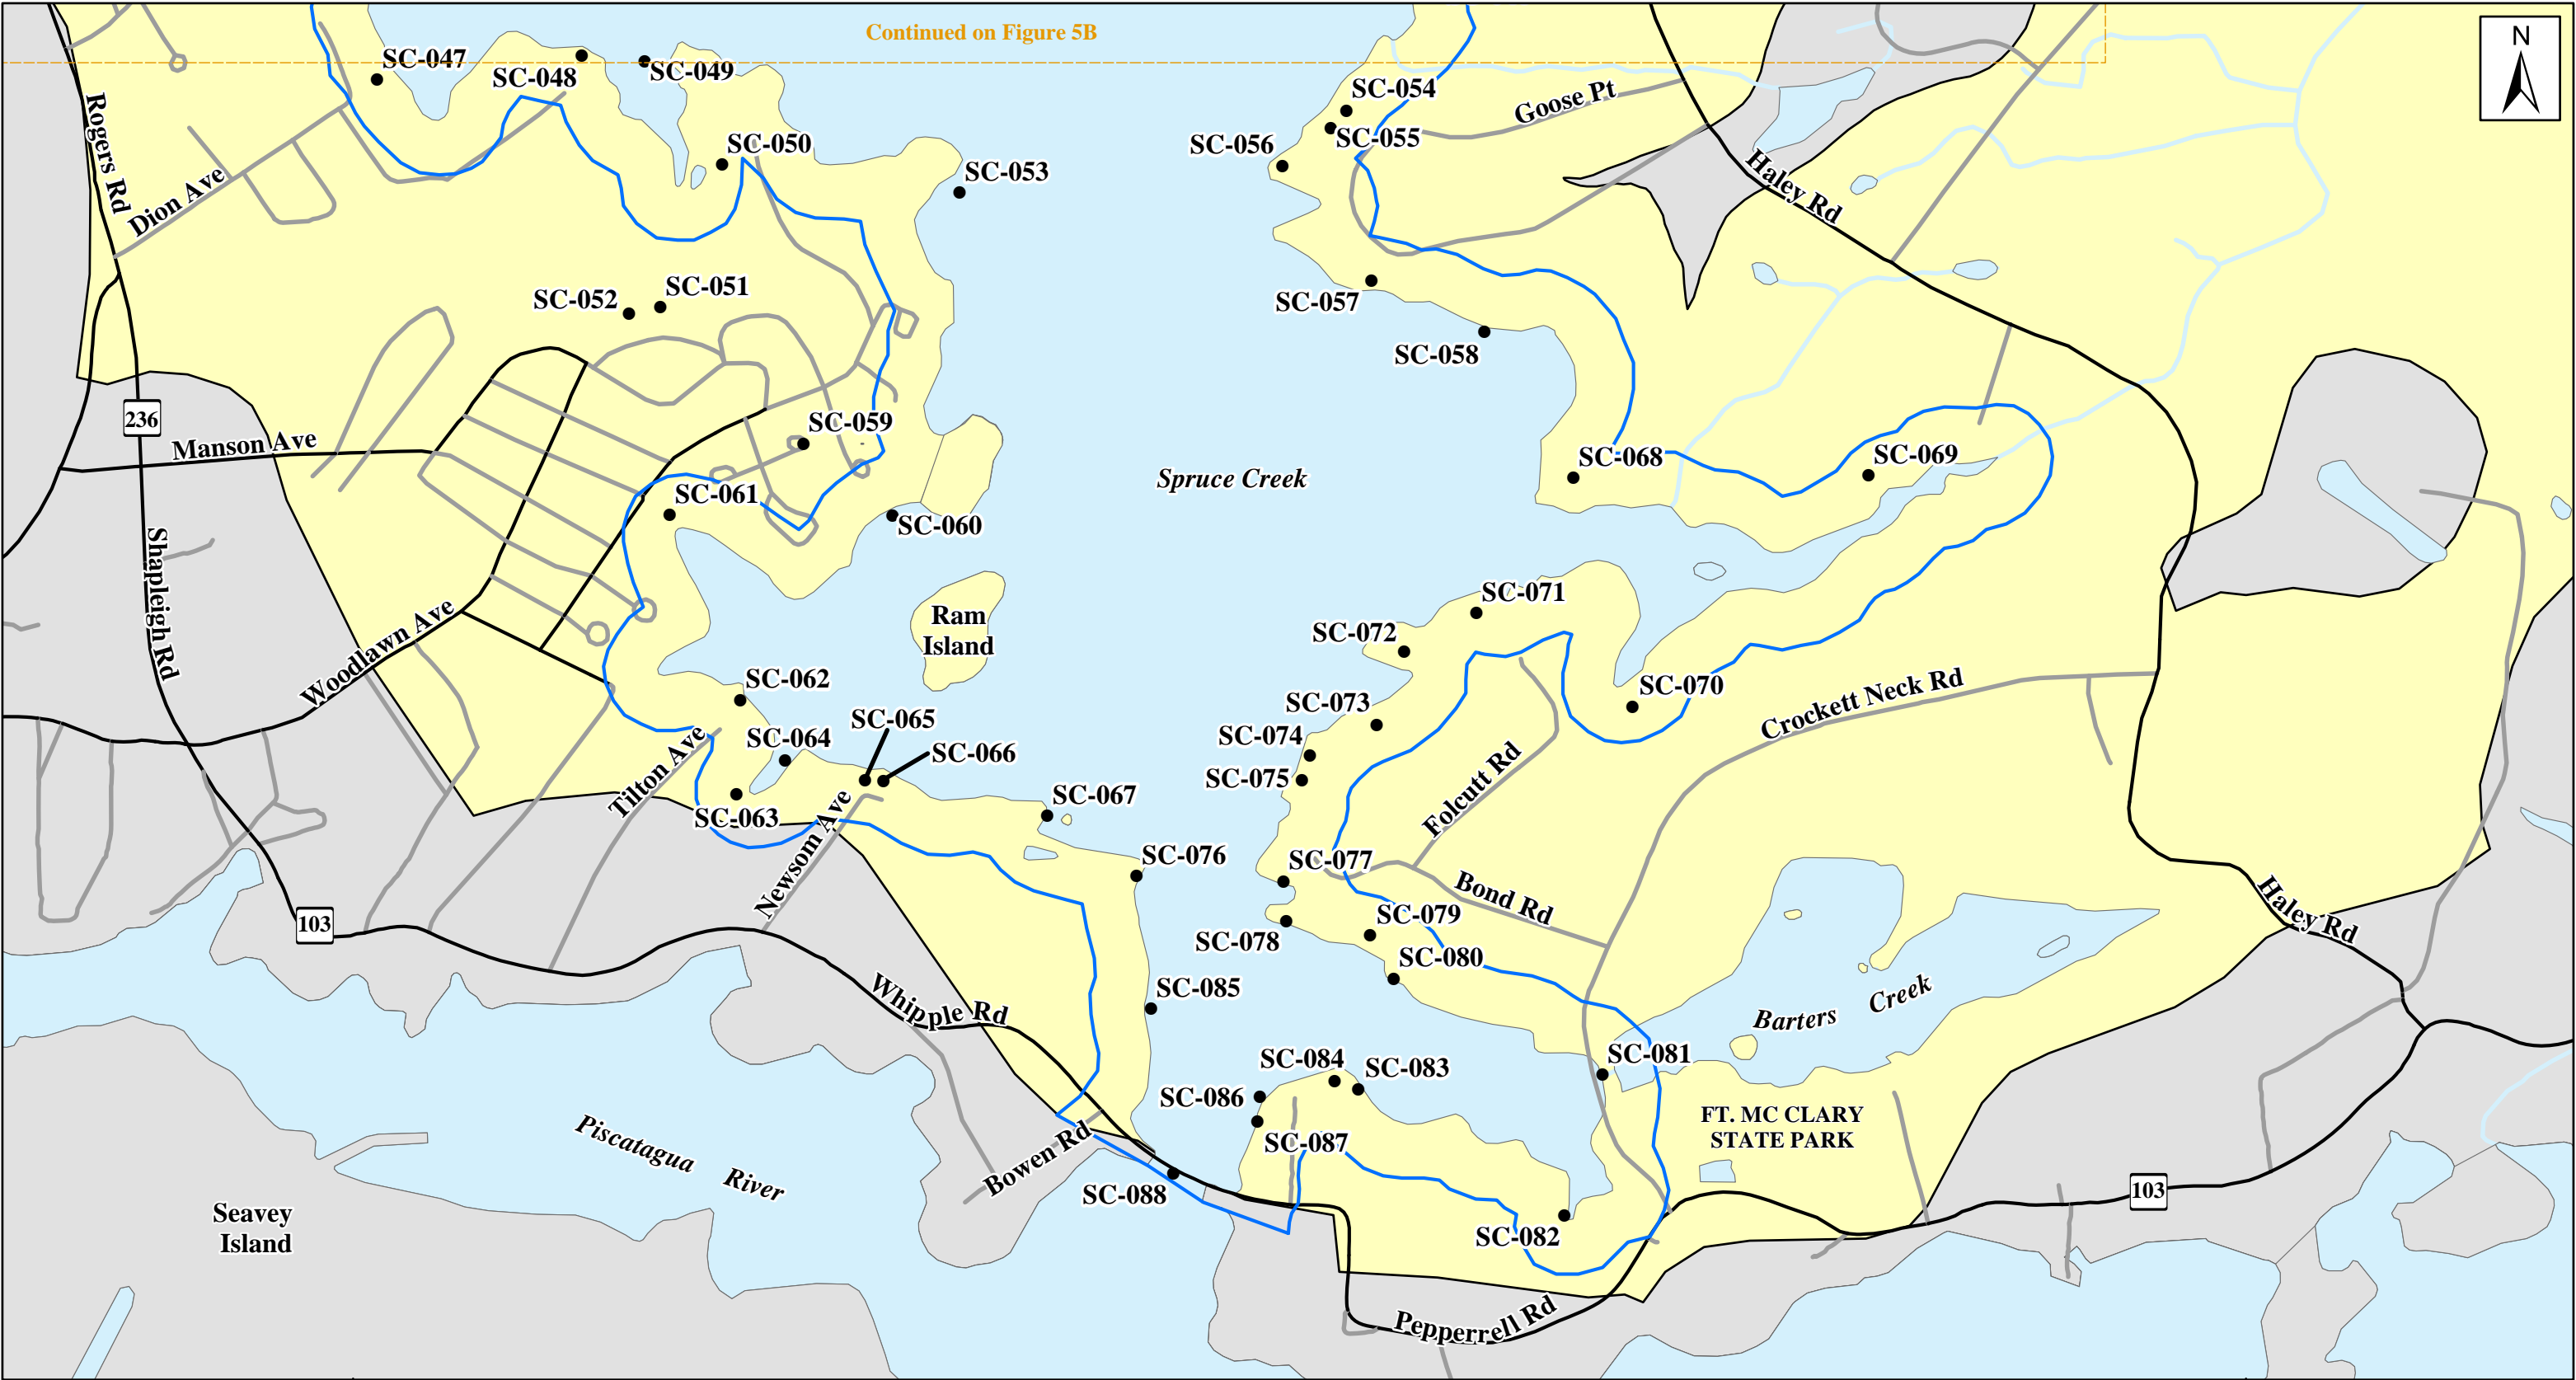 Continued on Figure 5B
N
SC-047
SC-048
SC-049
SC-054
Goose Pt
SC-055
SC-056
SC-050
SC-053
Rogers Rd
Dion Ave
Haley Rd
SC-051
SC-052
SC-057
SC-058
236
Manson Ave
SC-059
SC-068
SC-069
Spruce Creek
SC-061
SC-060
Shapleigh Rd
SC-071
Ram
Island
SC-072
Woodlawn Ave
SC-062
SC-070
SC-073
Crockett Neck Rd
SC-065
SC-074
SC-064
SC-066
SC-075
Tilton Ave
Folcutt Rd
SC-067
SC-063
Newsom Ave
SC-076
SC-077
Bond Rd
Haley Rd
103
SC-079
SC-078
SC-080
SC-085
Whipple Rd
Barters Creek
SC-081
SC-084
SC-083
SC-086
FT. MC CLARY
STATE PARK
Piscatagua River
SC-087
Bowen Rd
SC-088
103
Seavey
Island
SC-082
Pepperrell Rd